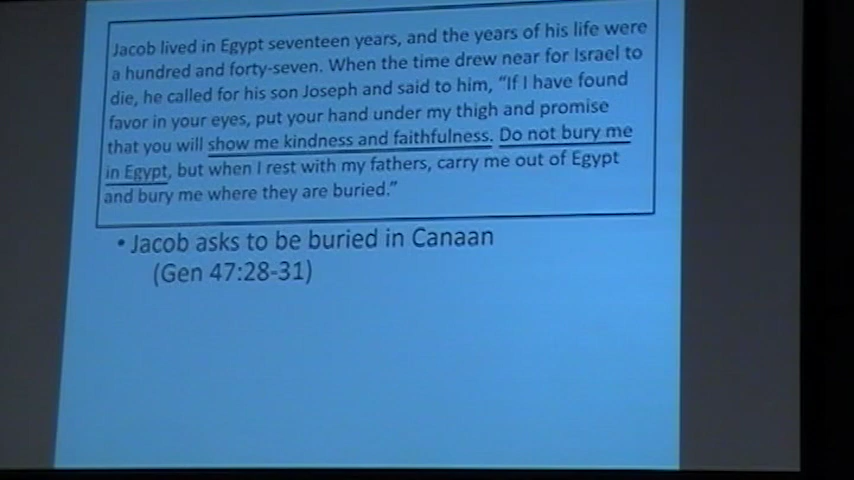 Jacob lived in Egypt seventeen years, and the years of his life were
a hundred and forty-seven. When the time drew near for Israel to
die, he called for his son Joseph and said to him, “If I have found
favor in your eyes, put your hand under my thigh and promise
that you will show me kindness and faithfulness. Do not bury me
in Egypt, but when I rest with my fathers, carry me out of Egypt
and bury me where they are buried.”
• Jacob asks to be buried in Canaan
(Gen 47:28-31)